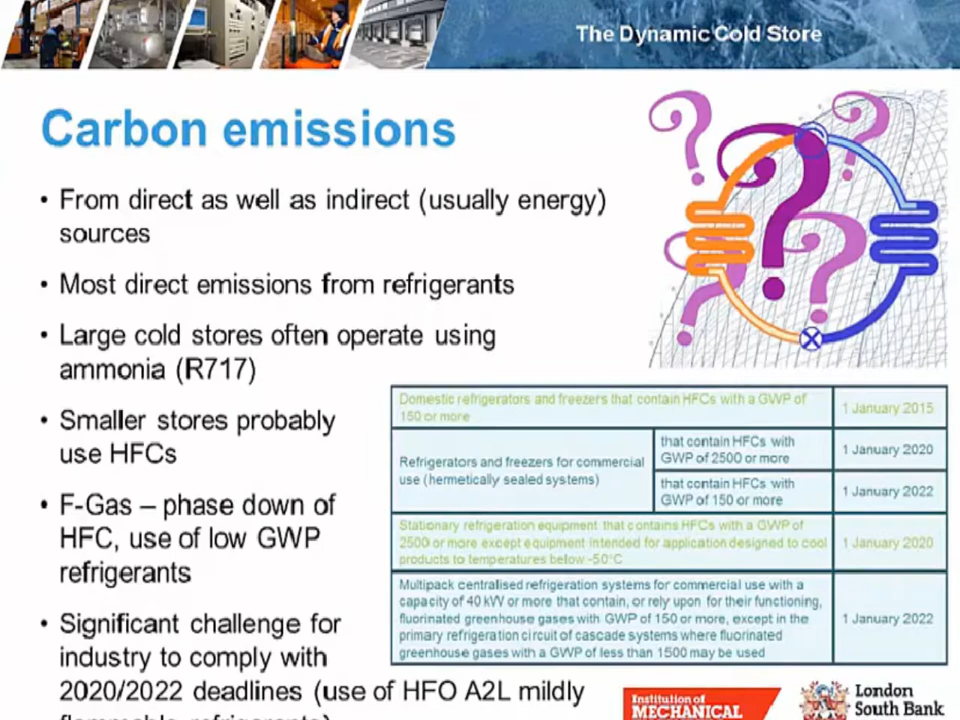 The Dynamic Cold Store
Carbon emissions
• From direct as well as indirect (usually energy)
sources
• Most direct emissions from refrigerants
• Large cold stores often operate using
ammonia (R717)
• Smaller stores probably
use HFCs
• F-Gas – phase down of
HFC, use of low GWP
refrigerants
• Significant challenge for
industry to comply with
2020/2022 deadlines (use of HFO A2L mildly
flammable refrigerants)
Domestic refrigerators and freezers that contain HFCs with a GWP of
150 or more
1 January 2015
Refrigerators and freezers for commercial
use (hermetically sealed systems)
that contain HFCs with
GWP of 2500 or more
1 January 2020
that contain HFCs with
GWP of 150 or more
1 January 2022
Stationary refrigeration equipment that contains HFCs with a GWP of
2500 or more except equipment intended for application designed to cool
products to temperatures below -50°C
1 January 2020
Multipack centralised refrigeration systems for commercial use with a
capacity of 40 kW or more that contain, or rely upon for their functioning,
fluorinated greenhouse gases with GWP of 150 or more, except in the
primary refrigeration circuit of cascade systems where fluorinated
greenhouse gases with a GWP of less than 1500 may be used
1 January 2022
Institution of
MECHANICAL
London
South Bank